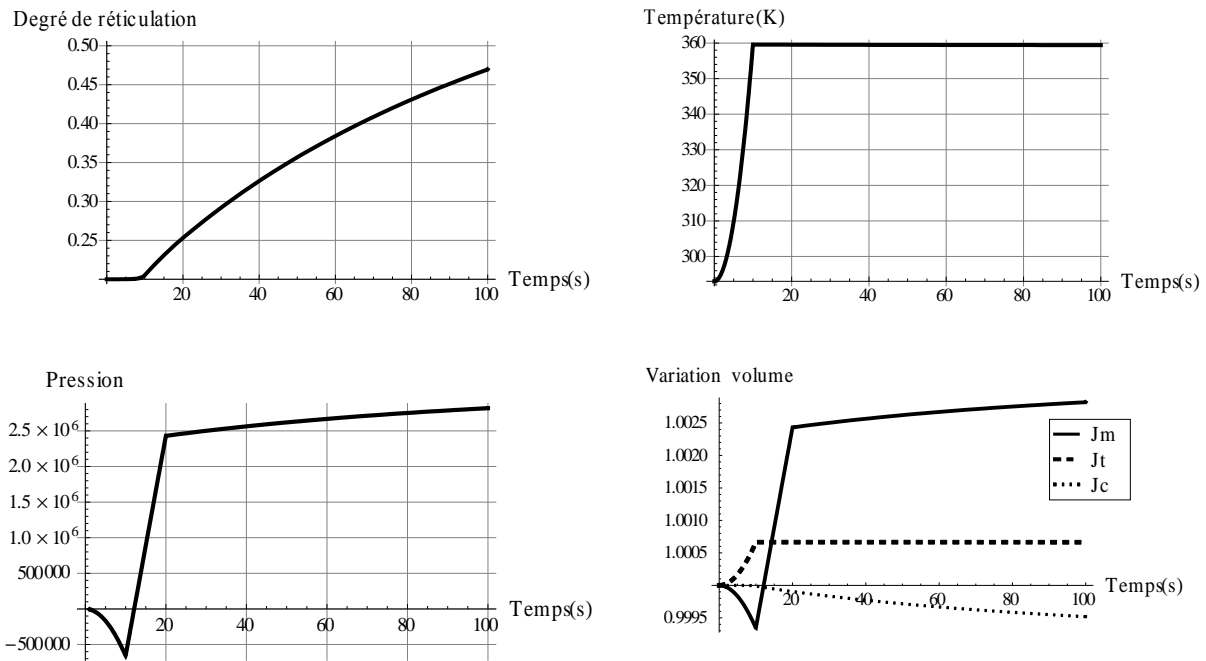 Degré de réticulation
0.50
0.45
0.40
0.35
0.30
0.25
20 40 60 80 100 Temps(s)
Température(K)
360
350
340
330
320
310
300
20 40 60 80 100 Temps(s)
Pression
2.5 × 10⁶
2.0 × 10⁶
1.5 × 10⁶
1.0 × 10⁶
500000
20 40 60 80 100 Temps(s)
−500000
Variation volume
1.0025
1.0020
1.0015
1.0010
1.0005
20 40 60 80 100 Temps(s)
0.9995
Jm
Jt
Jc